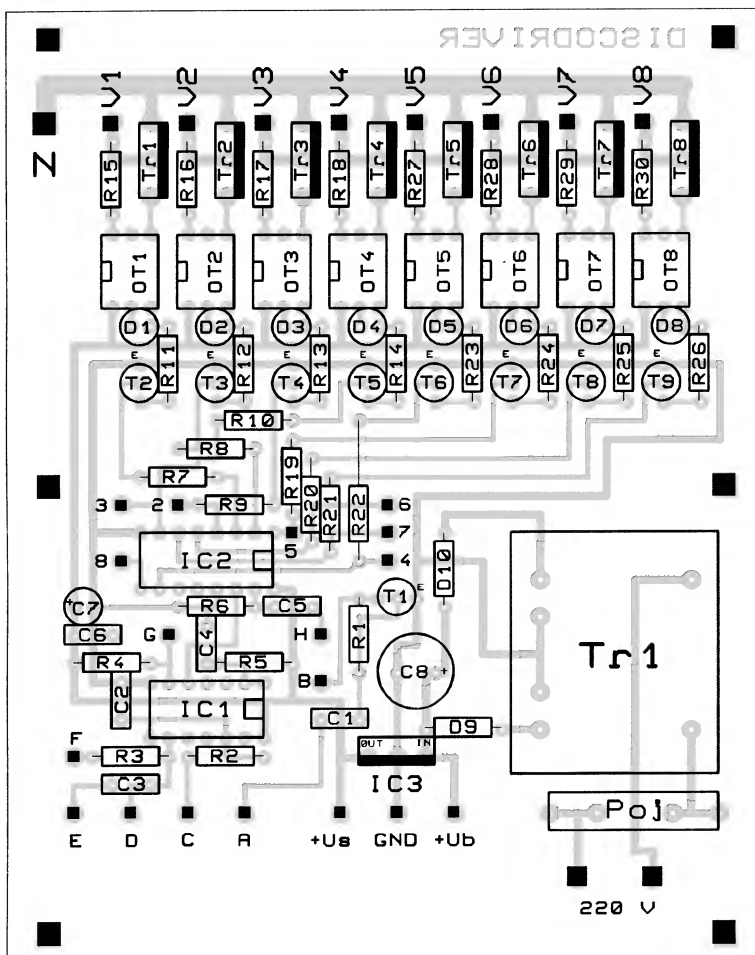 DISCODRIVER
V1 V2 V3 V4 V5 V6 V7 V8
N
R15 Tr1 R16 Tr2 R17 Tr3 R18 Tr4 R27 Tr5 R28 Tr6 R29 Tr7 R30 Tr8
OT1 OT2 OT3 OT4 OT5 OT6 OT7 OT8
D1 D2 D3 D4 D5 D6 D7 D8
E E E E E E E E
R11 R12 R13 R14 R23 R24 R25 R26
T2 T3 T4 T5 T6 T7 T8 T9
R10
R8
R7 R19
3 2 R9 R20 R21 R22 6
5 7
8 IC2 4 D10
T1 E
+C7 R6 C5
C6 G C4 H R1
R4 R5 C8 + Tr1
B
C2 IC1 C1 D9
F OUT IN
R3 R2
C3 IC3 Poj
E D C A +Us GND +Ub
220 V